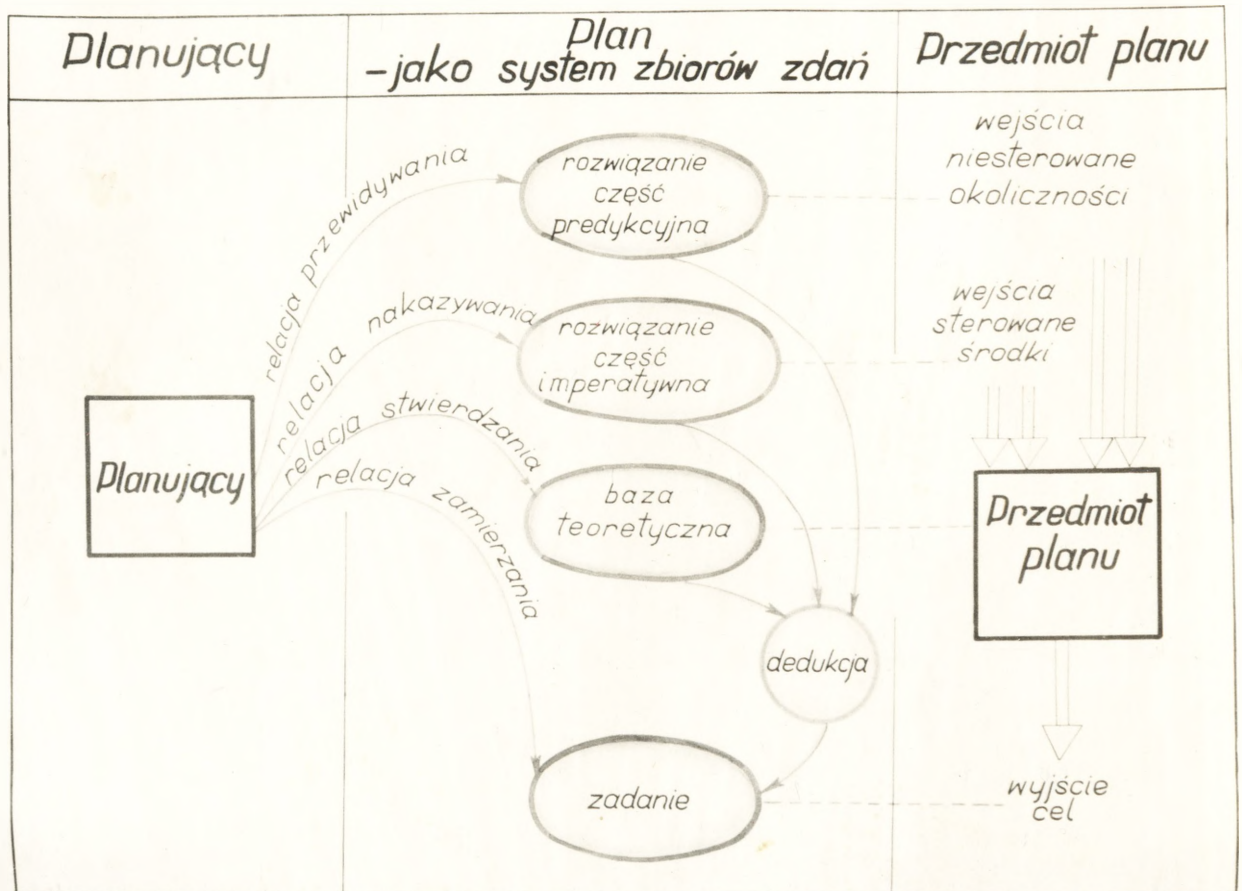 Planujący
Plan
-jako system zbiorów zdań
Przedmiot planu
relacja przewidywania
relacja nakazywania
relacja stwierdzania
relacja zamierzania
Planujący
rozwiązanie
część
predykcyjna
rozwiązanie
część
imperatywna
baza
teoretyczna
dedukcja
zadanie
wejścia
niesterowane
okoliczności
wejścia
sterowane
środki
Przedmiot
planu
wyjście
cel